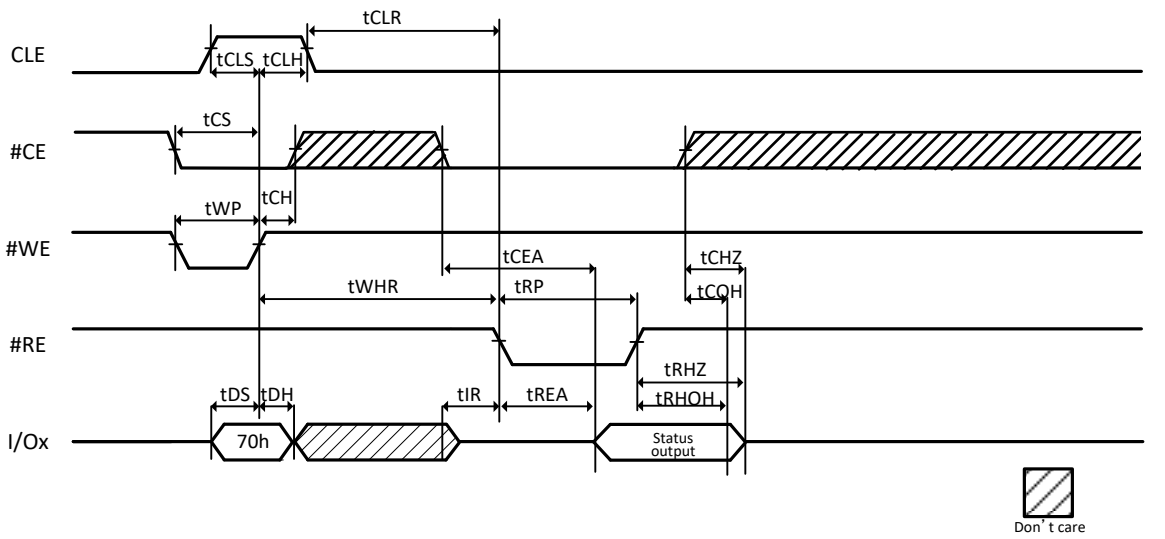 tCLR
CLE
tCLS tCLH
tCS
#CE
tCH
tWP
#WE
tCEA
tCHZ
tWHR
tRP
tCOH
#RE
tRHZ
tDS tDH
tIR
tREA
tRHOH
I/Ox
70h
Status
output
Don't care